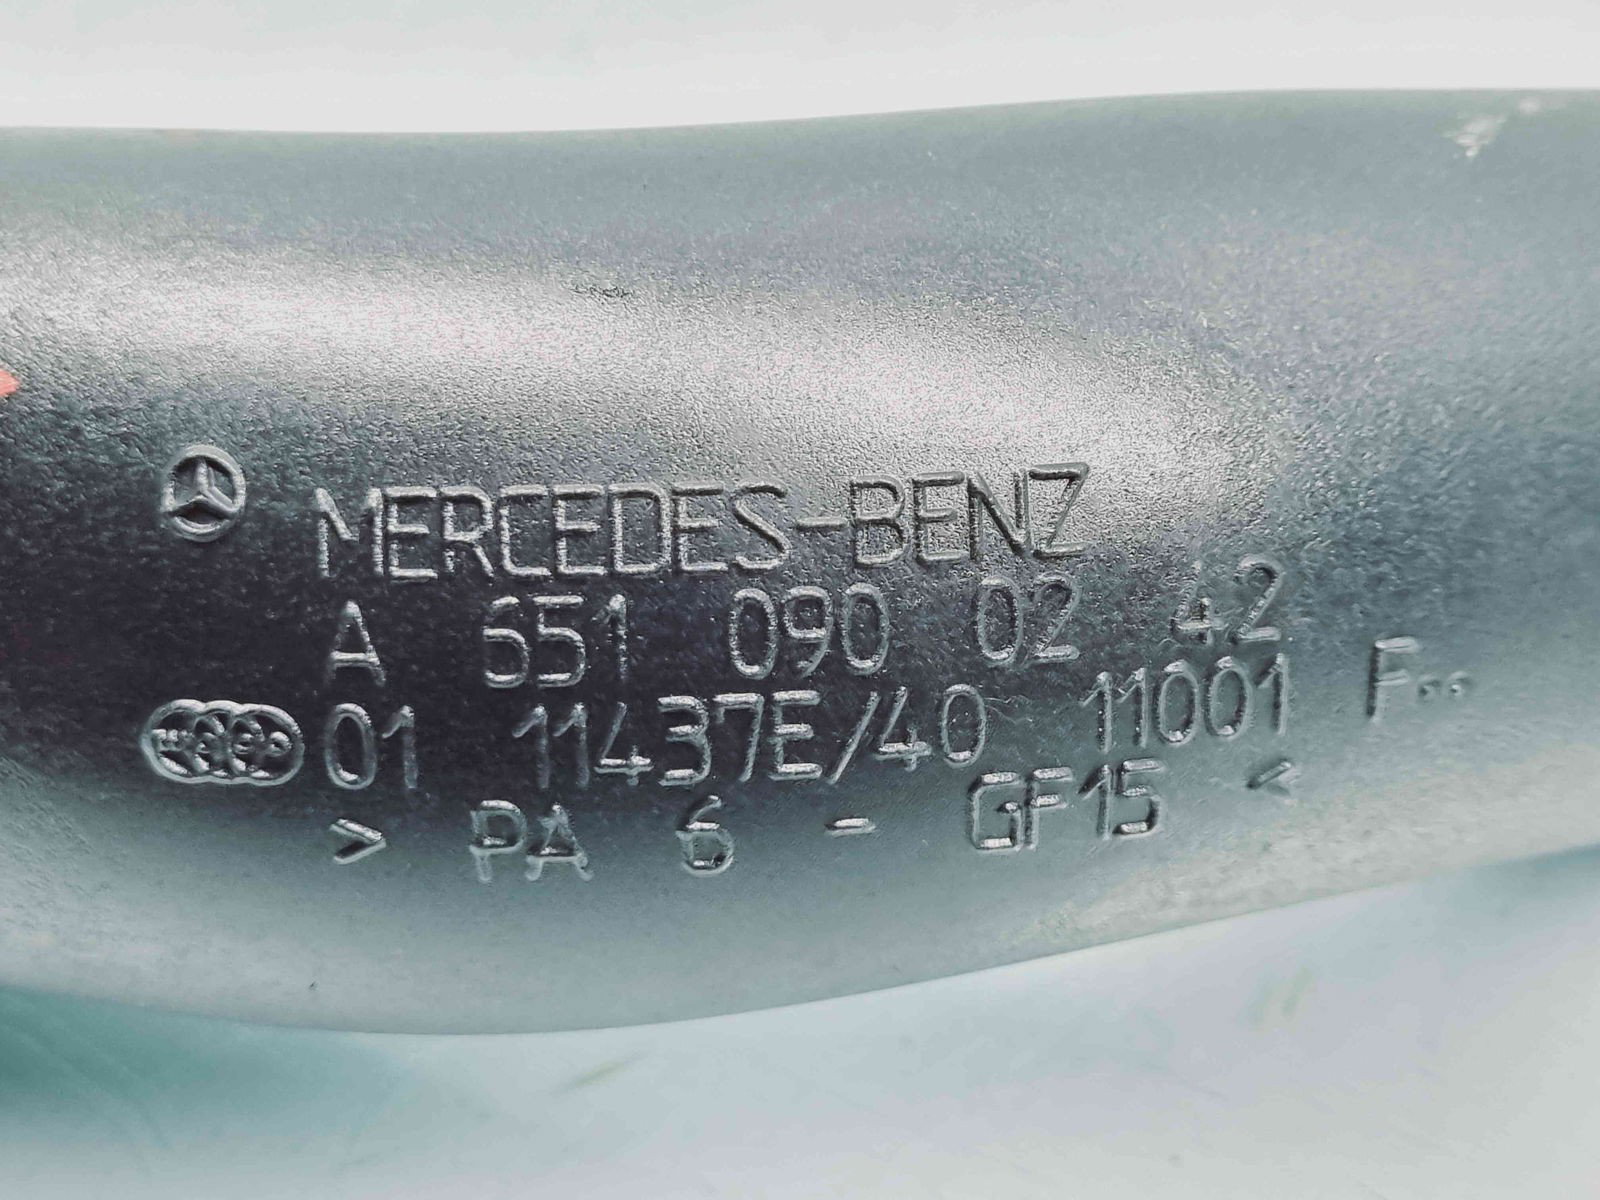 MERCEDES-BENZ
A 651 090 02 42
01 11437E/40 11001 F..
> PA 6 - GF15 <